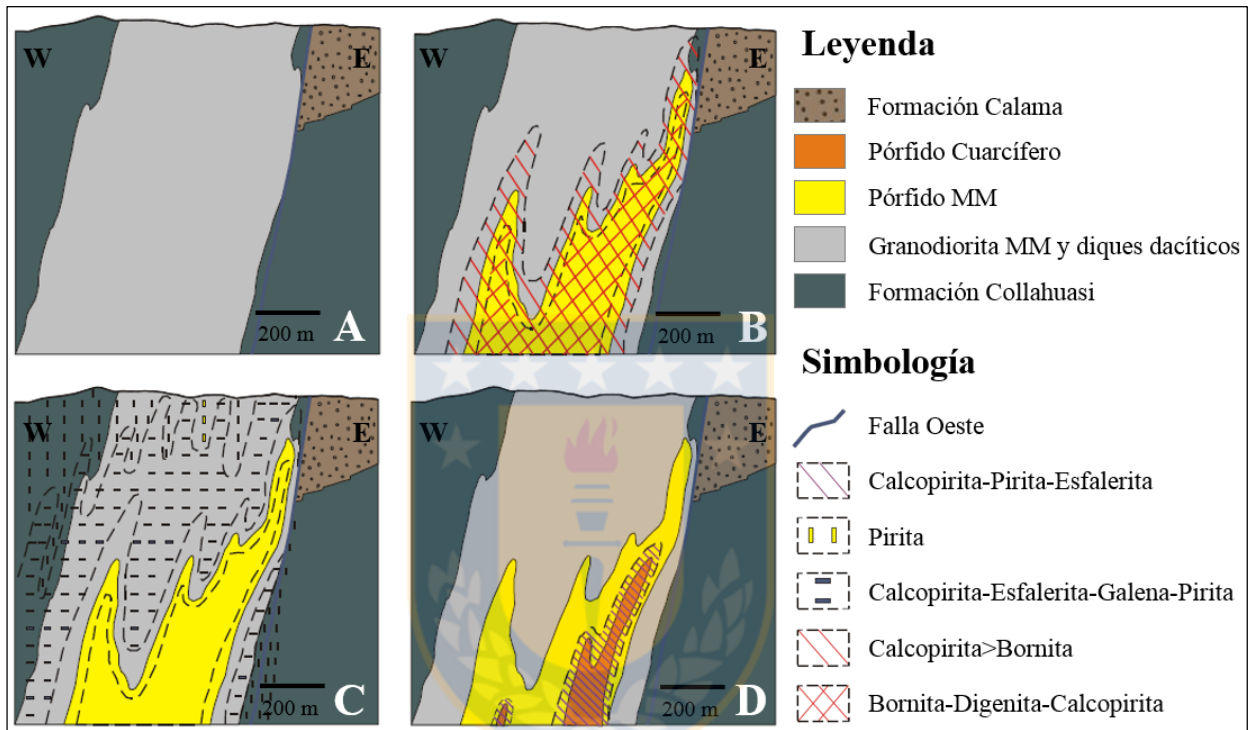 W
E
200 m
A
W
E
200 m
B
W
E
200 m
C
W
E
200 m
D
Leyenda
Formación Calama
Pórfido Cuarcífero
Pórfido MM
Granodiorita MM y diques dacíticos
Formación Collahuasi
Simbología
Falla Oeste
Calcopirita-Pirita-Esfalerita
Pirita
Calcopirita-Esfalerita-Galena-Pirita
Calcopirita>Bornita
Bornita-Digenita-Calcopirita